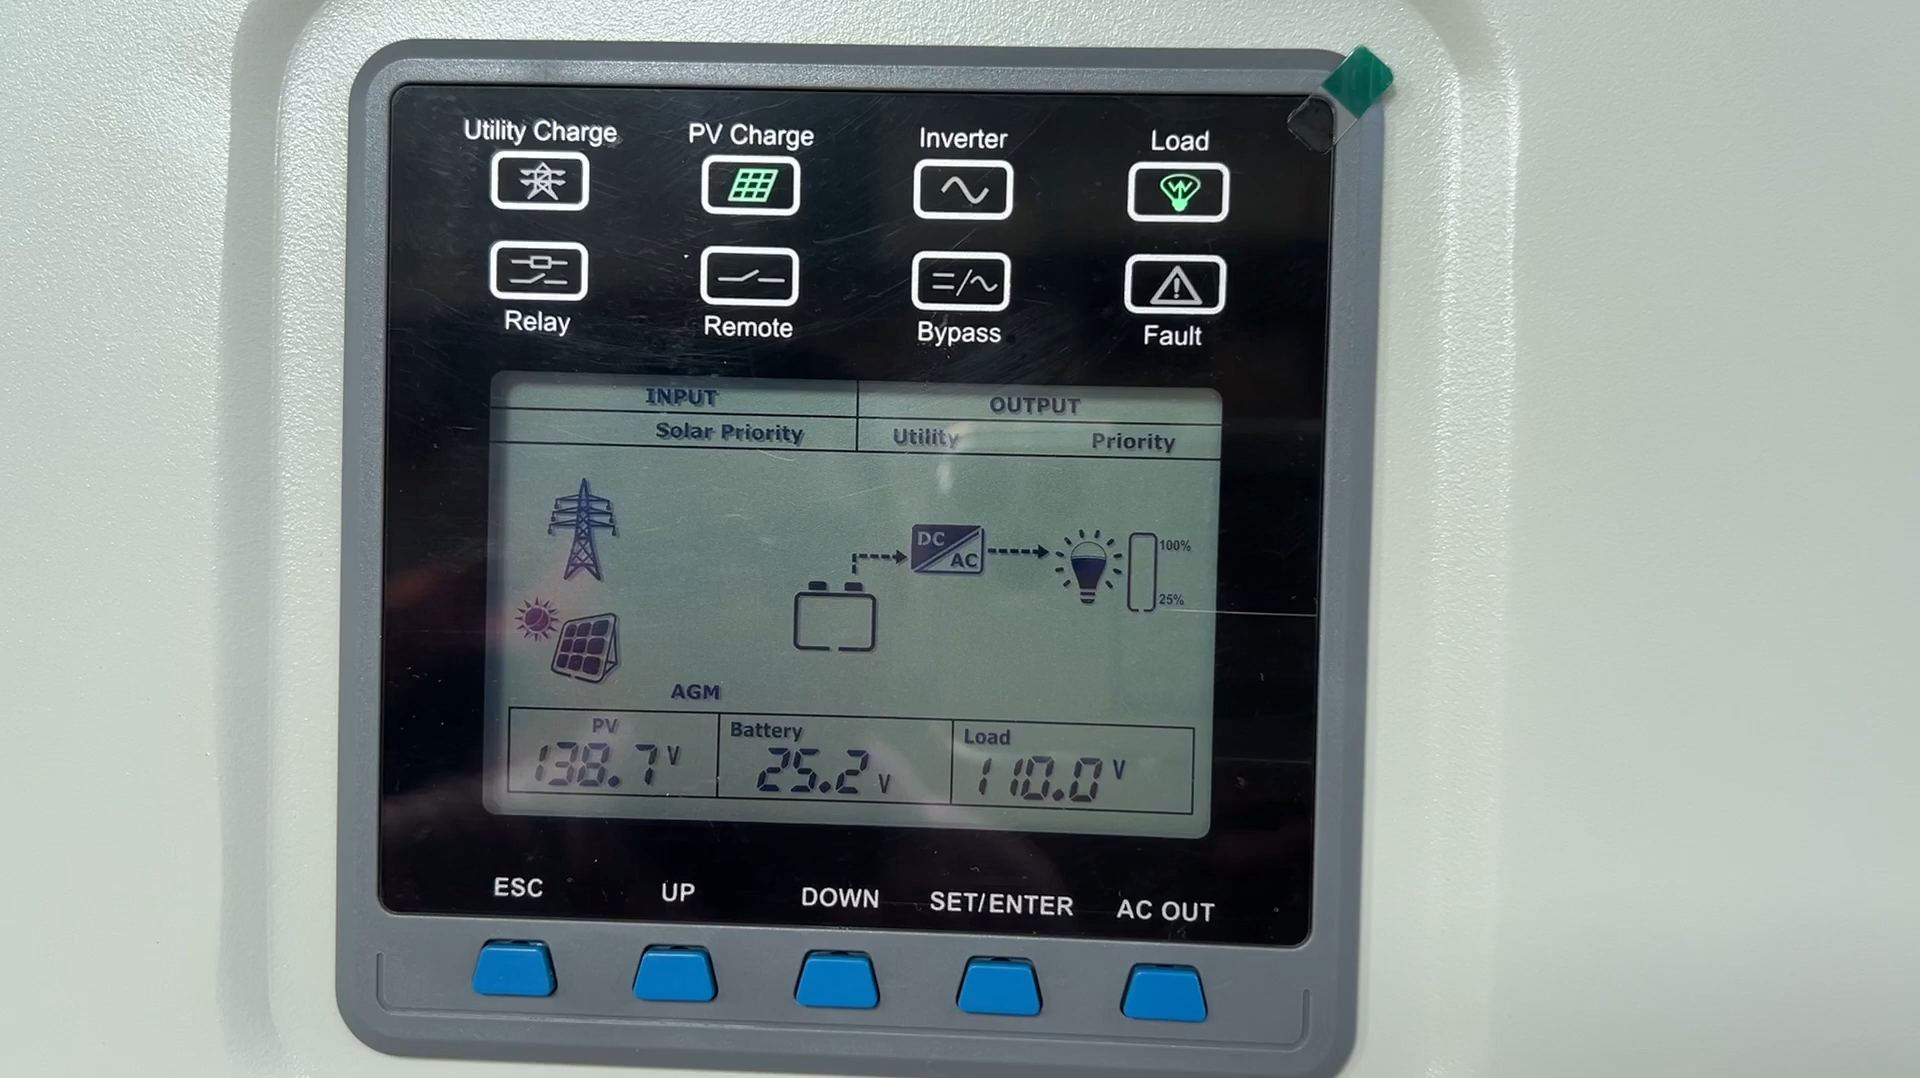 Utility Charge PV Charge Inverter Load
Relay Remote Bypass Fault
INPUT OUTPUT
Solar Priority Utility Priority
DC
AC
100%
25%
AGM
PV Battery Load
138.7 V 25.2 V 110.0 V
ESC UP DOWN SET/ENTER AC OUT